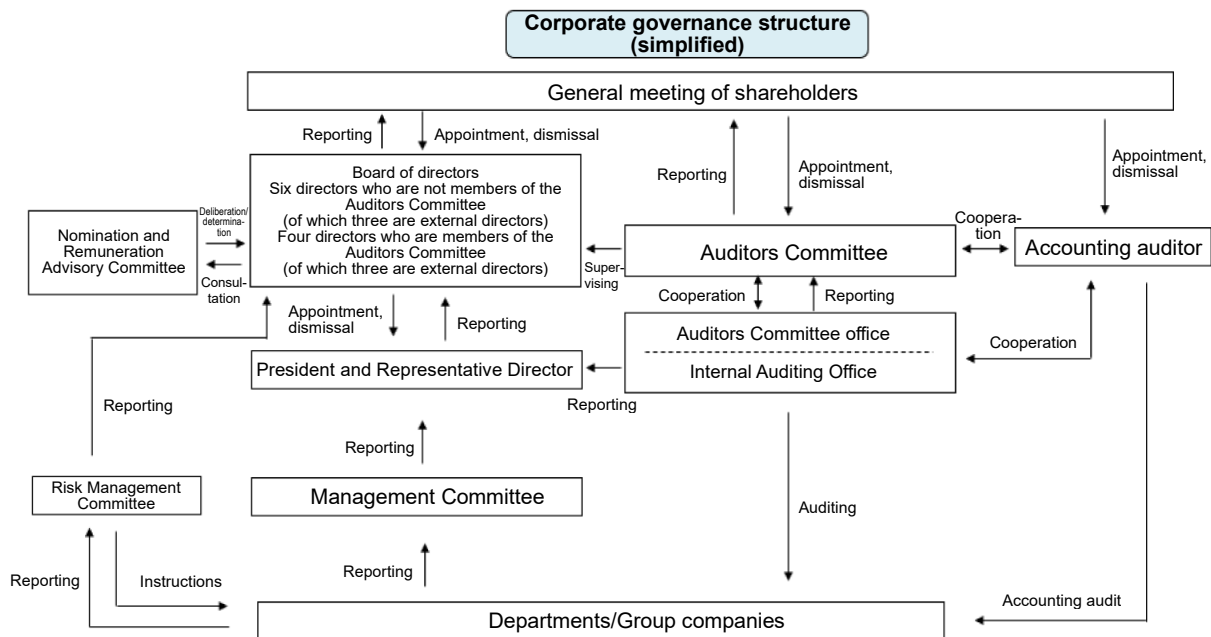 Corporate governance structure
(simplified)
General meeting of shareholders
Reporting
Appointment, dismissal
Reporting
Appointment,
dismissal
Appointment,
dismissal
Board of directors
Six directors who are not members of the
Auditors Committee
(of which three are external directors)
Four directors who are members of the
Auditors Committee
(of which three are external directors)
Nomination and
Remuneration
Advisory Committee
Deliberation/
determina-
tion
Consul-
tation
Super-
vising
Auditors Committee
Coopera-
tion
Accounting auditor
Appointment,
dismissal
Reporting
Cooperation
Reporting
Auditors Committee office
Internal Auditing Office
Cooperation
President and Representative Director
Reporting
Reporting
Reporting
Risk Management
Committee
Management Committee
Auditing
Reporting
Instructions
Reporting
Accounting audit
Departments/Group companies